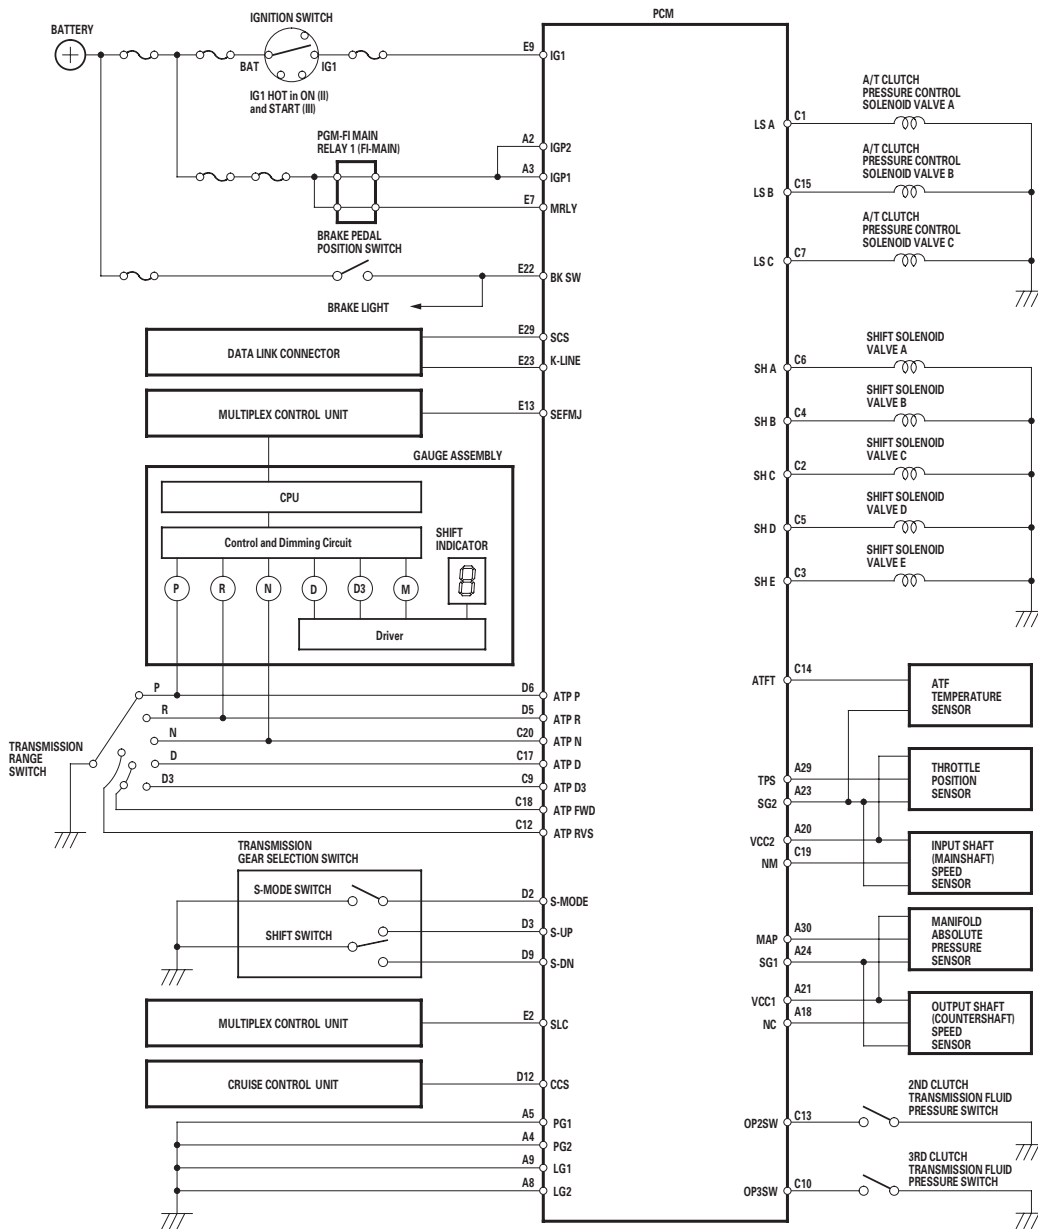 PCM
IGNITION SWITCH
BATTERY
BAT
IG1
IG1 HOT in ON (II)
and START (III)
E9
IG1
PGM-FI MAIN
RELAY 1 (FI-MAIN)
A2
IGP2
A3
IGP1
E7
MRLY
BRAKE PEDAL
POSITION SWITCH
E22
BK SW
BRAKE LIGHT
DATA LINK CONNECTOR
E29
SCS
E23
K-LINE
MULTIPLEX CONTROL UNIT
E13
SEFMJ
GAUGE ASSEMBLY
CPU
Control and Dimming Circuit
SHIFT
INDICATOR
8
P
R
N
D
D3
M
Driver
TRANSMISSION
RANGE
SWITCH
P
D6
ATP P
R
D5
ATP R
N
C20
ATP N
D
C17
ATP D
D3
C9
ATP D3
C18
ATP FWD
C12
ATP RVS
TRANSMISSION
GEAR SELECTION SWITCH
S-MODE SWITCH
D2
S-MODE
SHIFT SWITCH
D3
S-UP
D9
S-DN
MULTIPLEX CONTROL UNIT
E2
SLC
CRUISE CONTROL UNIT
D12
CCS
A5
PG1
A4
PG2
A9
LG1
A8
LG2
A/T CLUTCH
PRESSURE CONTROL
SOLENOID VALVE A
LS A
C1
A/T CLUTCH
PRESSURE CONTROL
SOLENOID VALVE B
LS B
C15
A/T CLUTCH
PRESSURE CONTROL
SOLENOID VALVE C
LS C
C7
SHIFT SOLENOID
VALVE A
SH A
C6
SHIFT SOLENOID
VALVE B
SH B
C4
SHIFT SOLENOID
VALVE C
SH C
C2
SHIFT SOLENOID
VALVE D
SH D
C5
SHIFT SOLENOID
VALVE E
SH E
C3
ATFT
C14
ATF
TEMPERATURE
SENSOR
TPS
A29
SG2
A23
THROTTLE
POSITION
SENSOR
VCC2
A20
NM
C19
INPUT SHAFT
(MAINSHAFT)
SPEED
SENSOR
MAP
A30
SG1
A24
MANIFOLD
ABSOLUTE
PRESSURE
SENSOR
VCC1
A21
NC
A18
OUTPUT SHAFT
(COUNTERSHAFT)
SPEED
SENSOR
2ND CLUTCH
TRANSMISSION FLUID
PRESSURE SWITCH
OP2SW
C13
3RD CLUTCH
TRANSMISSION FLUID
PRESSURE SWITCH
OP3SW
C10